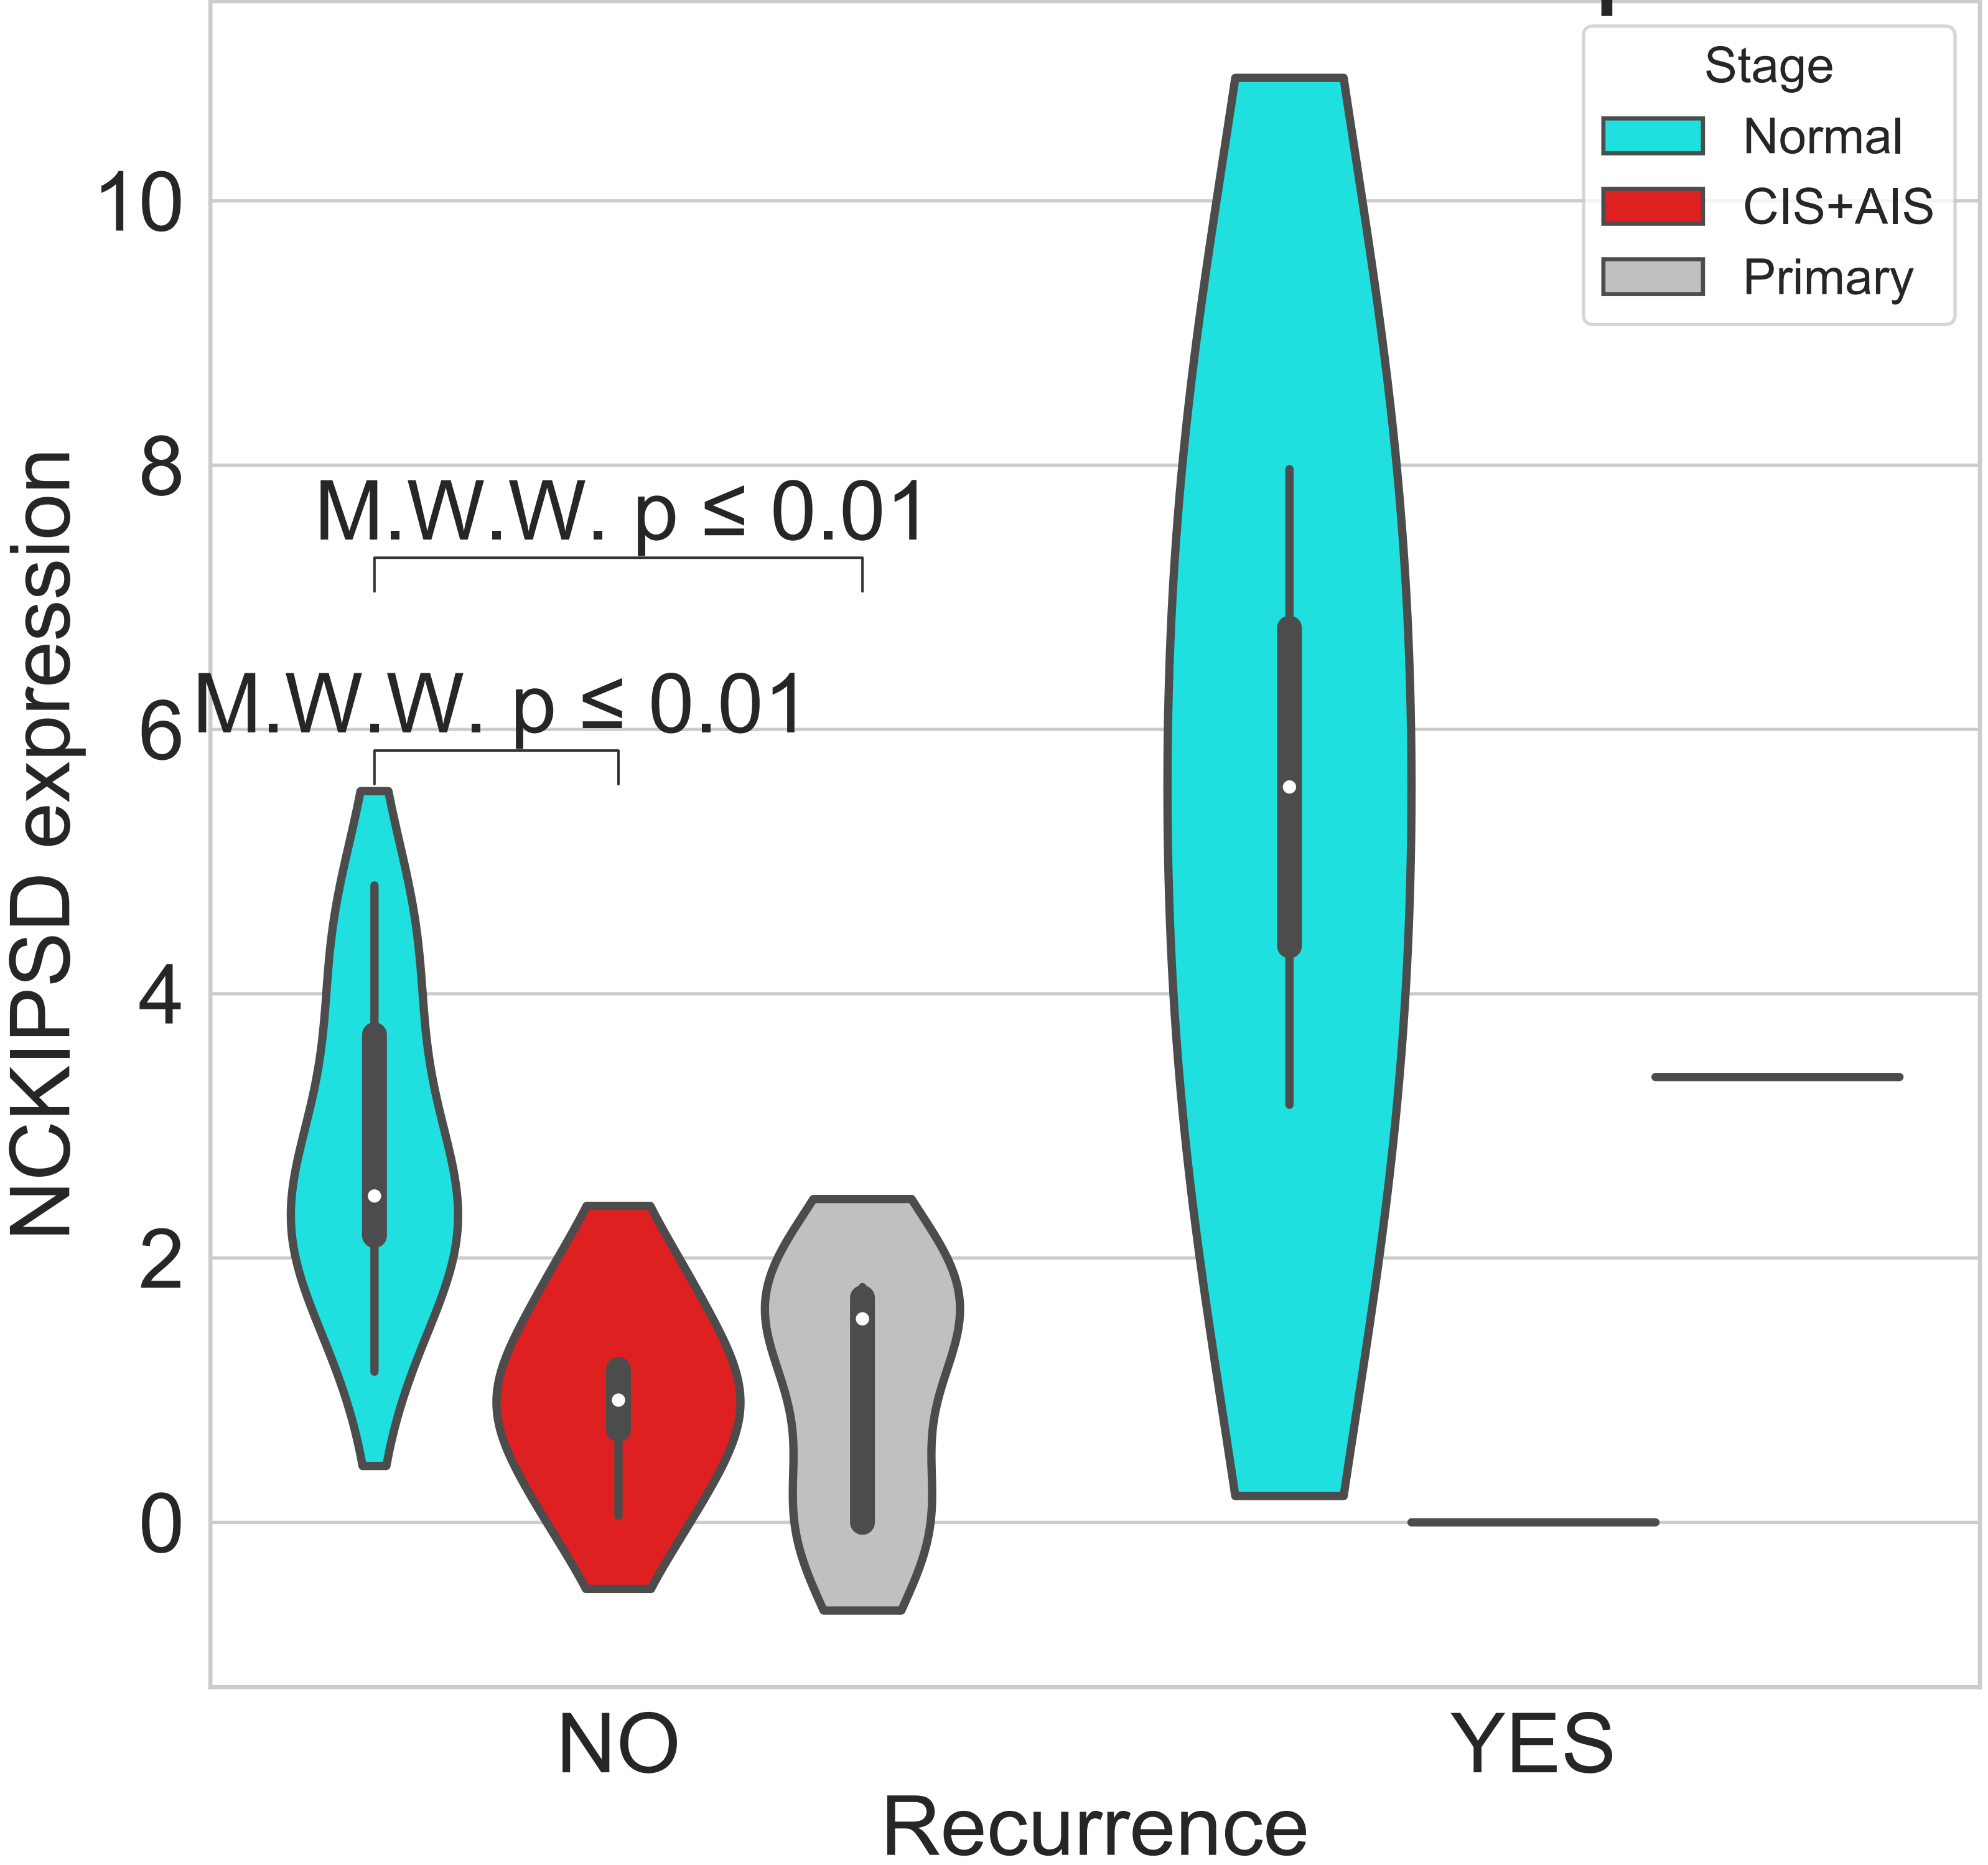 Stage
Normal
CIS+AIS
Primary
10
8
6
4
2
0
NCKIPSD expression
M.W.W. p ≤ 0.01
M.W.W. p ≤ 0.01
NO
YES
Recurrence